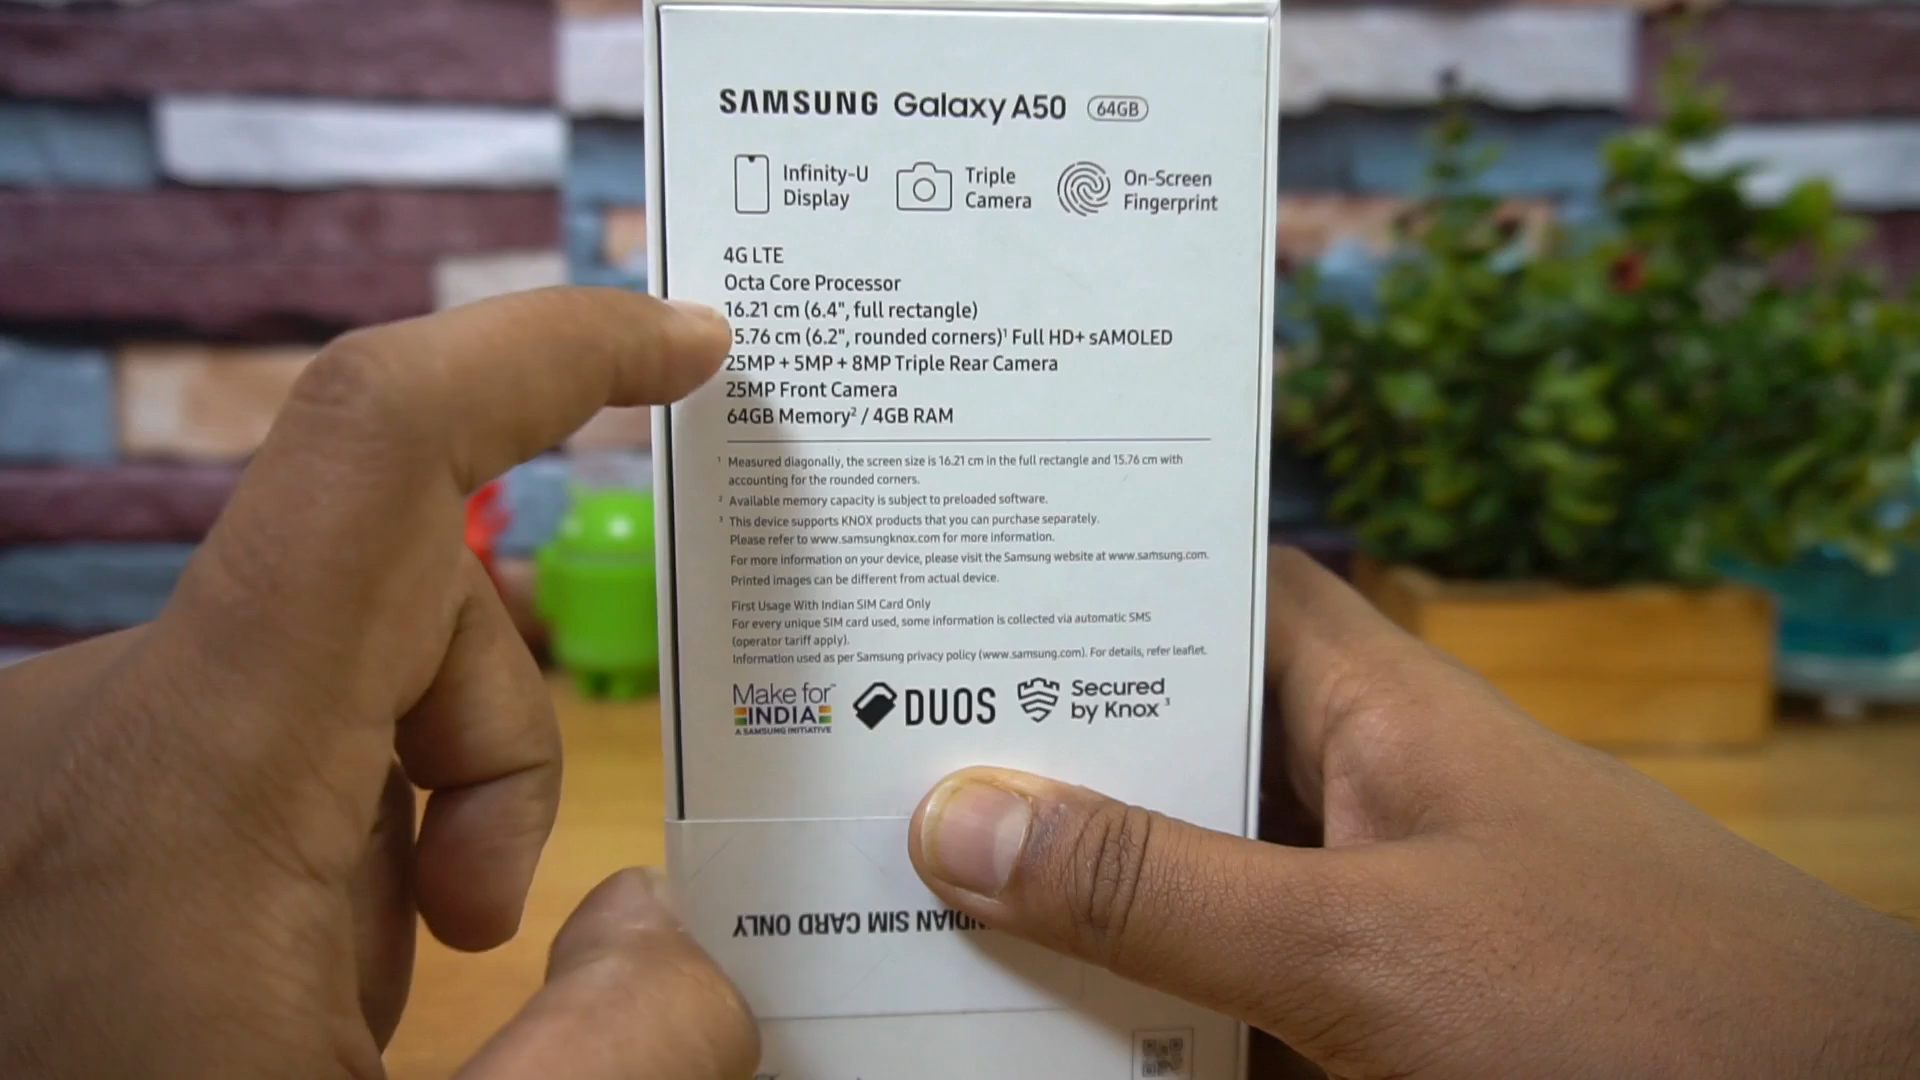 SAMSUNG Galaxy A50 64GB
Infinity-U
Display
Triple
Camera
On-Screen
Fingerprint
4G LTE
Octa Core Processor
16.21 cm (6.4", full rectangle)
5.76 cm (6.2", rounded corners)¹ Full HD+ sAMOLED
25MP + 5MP + 8MP Triple Rear Camera
25MP Front Camera
64GB Memory² / 4GB RAM
¹ Measured diagonally, the screen size is 16.21 cm in the full rectangle and 15.76 cm with
accounting for the rounded corners.
² Available memory capacity is subject to preloaded software.
³ This device supports KNOX products that you can purchase separately.
Please refer to www.samsungknox.com for more information.
For more information on your device, please visit the Samsung website at www.samsung.com.
Printed images can be different from actual device.
First Usage With Indian SIM Card Only
For every unique SIM card used, some information is collected via automatic SMS
(operator tariff apply).
Information used as per Samsung privacy policy (www.samsung.com). For details, refer leaflet.
Make for™
INDIA
A SAMSUNG INITIATIVE
DUOS
Secured
by Knox ³
SIM CARD ONLY